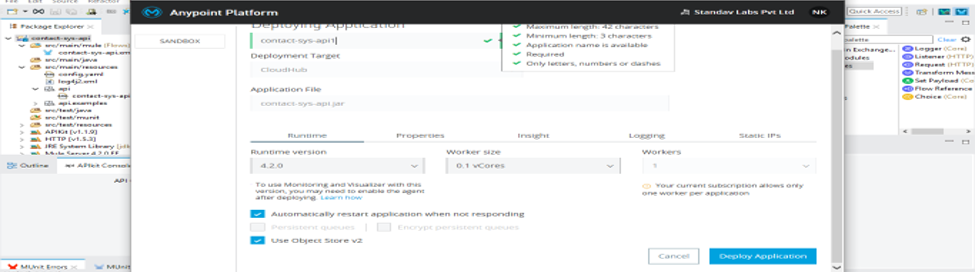 File Edit Source Refactor
Quick Access
Package Explorer
contact-sys-api
src/main/mule (Flows)
contact-sys-api.xml
src/main/java
src/main/resources
config.yaml
log4j2.xml
api
contact-sys-api
api.examples
src/test/java
src/test/munit
src/test/resources
APIKit [v1.1.9]
HTTP [v1.5.3]
JRE System Library [jdk
Mule Server 4.2.0 EE
Outline
APIkit Consol
API
MUnit Errors
MUnit
Anypoint Platform
Standav Labs Pvt Ltd
NK
SANDBOX
Deploying Application
contact-sys-api1
Maximum length: 42 characters
Minimum length: 3 characters
Application name is available
Required
Only letters, numbers or dashes
Deployment Target
CloudHub
Application File
contact-sys-api.jar
Runtime
Properties
Insight
Logging
Static IPs
Runtime version
Worker size
Workers
4.2.0
0.1 vCores
1
To use Monitoring and Visualizer with this
version, you may need to enable the agent
after deploying. Learn how
Your current subscription allows only
one worker per application
Automatically restart application when not responding
Persistent queues
Encrypt persistent queues
Use Object Store v2
Cancel
Deploy Application
Palette
alette
Clear
n Exchange...
odules
es
Logger (Core)
Listener (HTTP)
Request (HTTP)
Transform Mess
Set Payload (Core)
Flow Reference
Choice (Core)